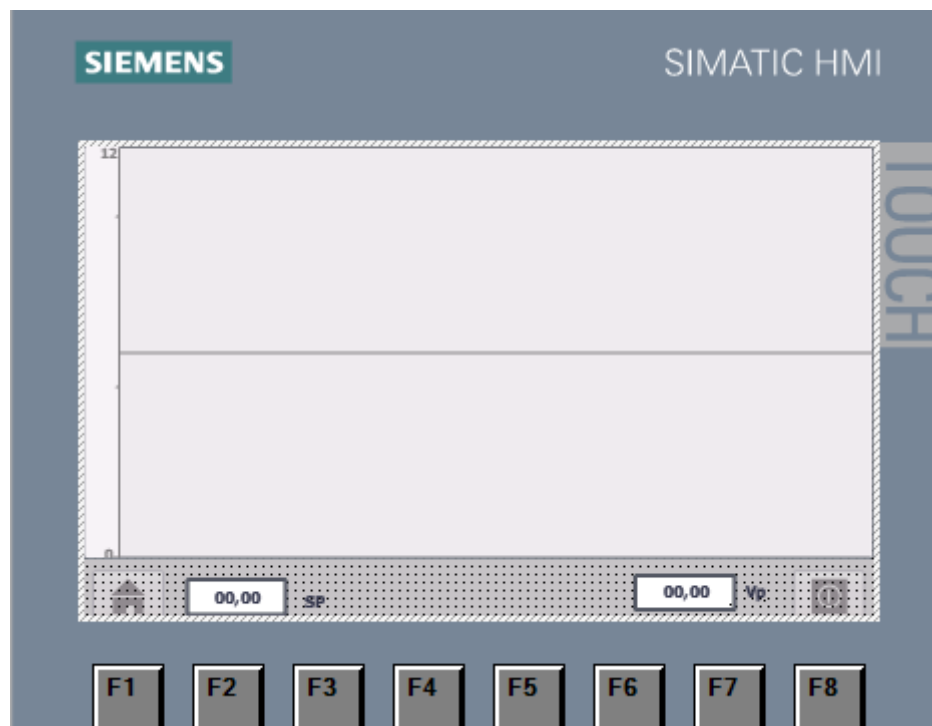 SIEMENS
SIMATIC HMI
TOUCH
12
0
00,00 SP
00,00 Vp
F1 F2 F3 F4 F5 F6 F7 F8